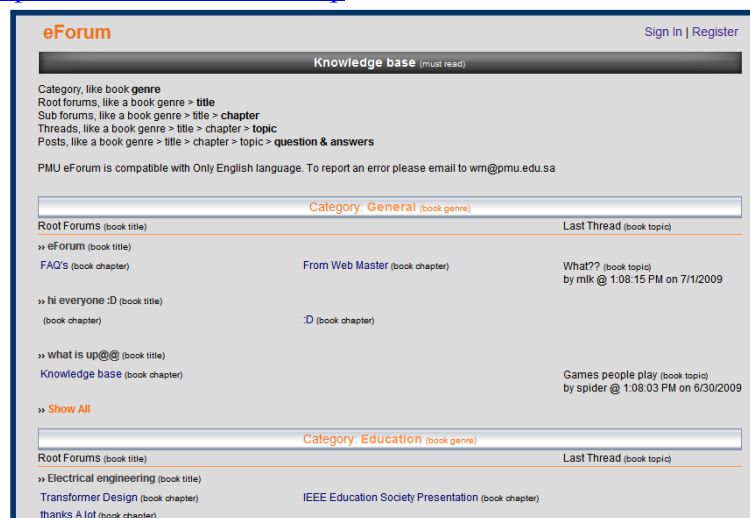 eForum
Sign In | Register
Knowledge base (must read)
Category, like book genre
Root forums, like a book genre > title
Sub forums, like a book genre > title > chapter
Threads, like a book genre > title > chapter > topic
Posts, like a book genre > title > chapter > topic > question & answers
PMU eForum is compatible with Only English language. To report an error please email to wm@pmu.edu.sa
Category: General (book genre)
Root Forums (book title) Last Thread (book topic)
›› eForum (book title)
FAQ's (book chapter) From Web Master (book chapter) What?? (book topic)
by mlk @ 1:08:15 PM on 7/1/2009
›› hi everyone :D (book title)
(book chapter) :D (book chapter)
›› what is up@@ (book title)
Knowledge base (book chapter) Games people play (book topic)
by spider @ 1:08:03 PM on 6/30/2009
›› Show All
Category: Education (book genre)
Root Forums (book title) Last Thread (book topic)
›› Electrical engineering (book title)
Transformer Design (book chapter) IEEE Education Society Presentation (book chapter)
thanks A lot (book chapter)